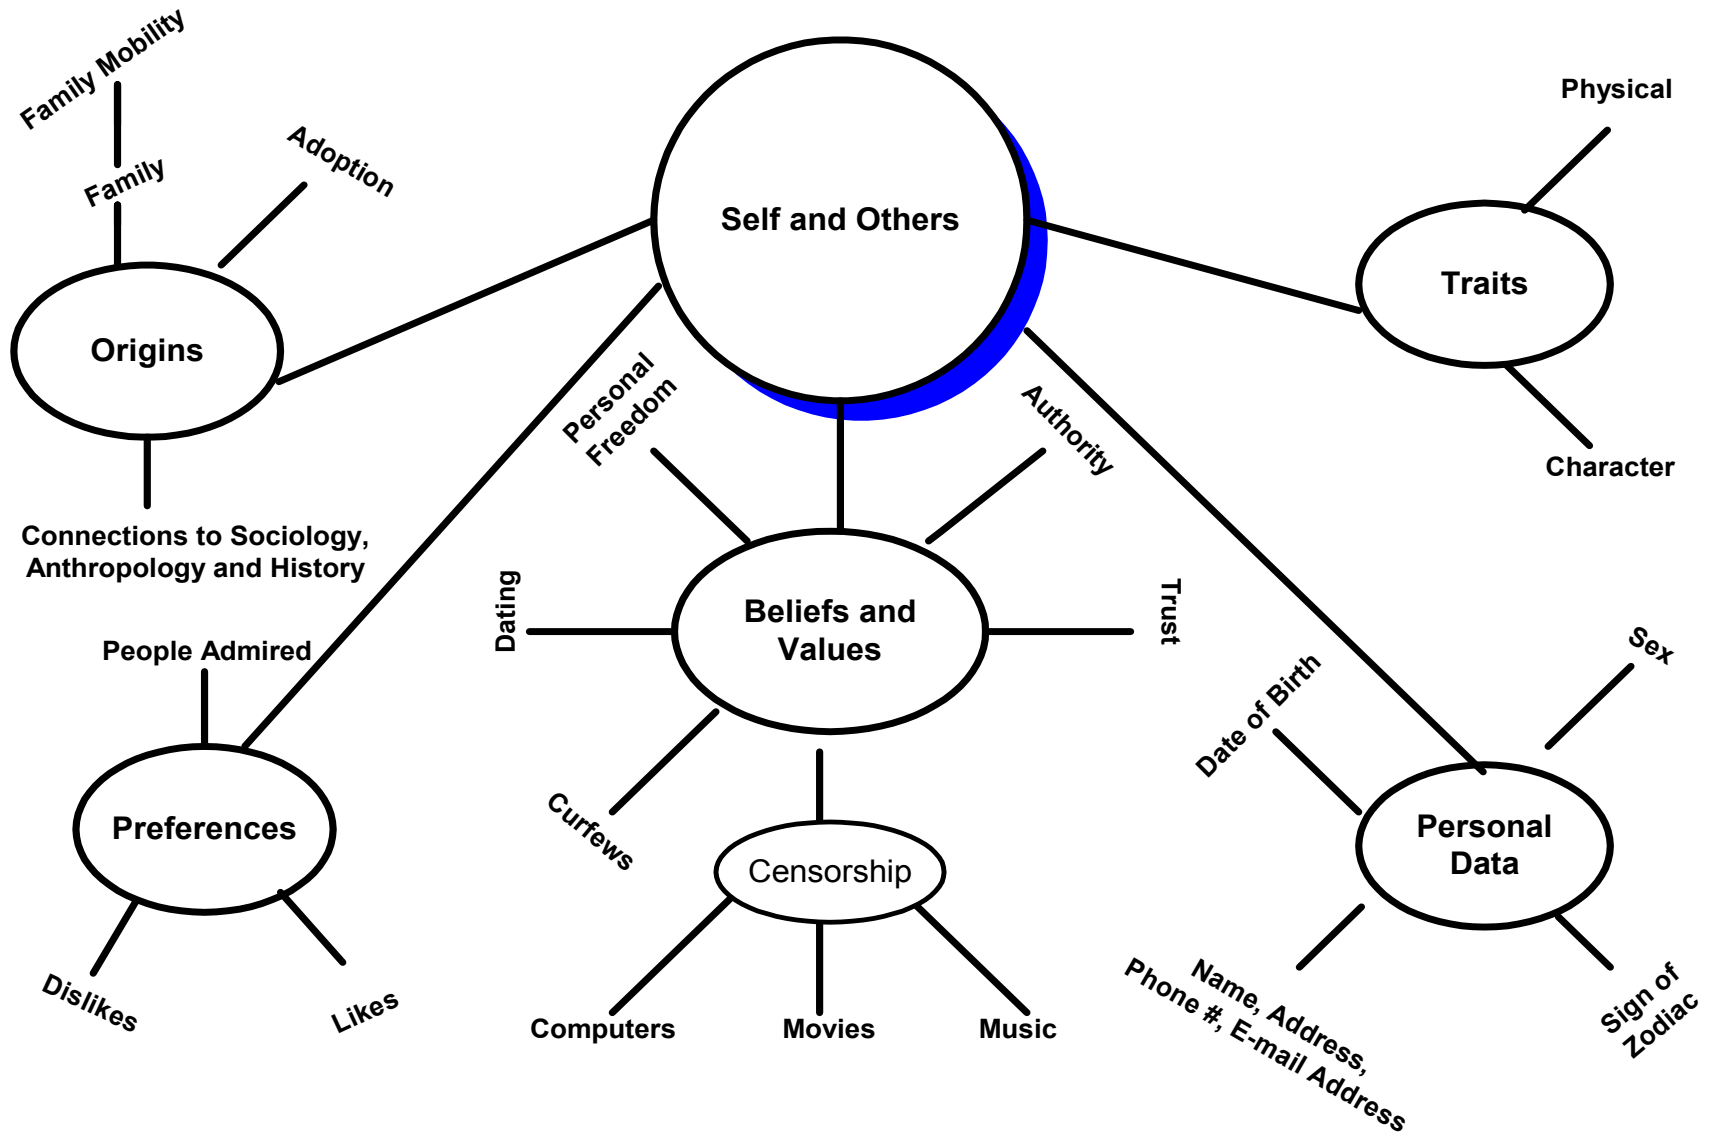 Family Mobility
Family
Adoption
Origins
Connections to Sociology,
Anthropology and History
Self and Others
Physical
Traits
Character
Personal
Freedom
Authority
Dating
Beliefs and
Values
Trust
Curfews
Censorship
Computers
Movies
Music
People Admired
Preferences
Dislikes
Likes
Date of Birth
Sex
Personal
Data
Name, Address,
Phone #, E-mail Address
Sign of
Zodiac